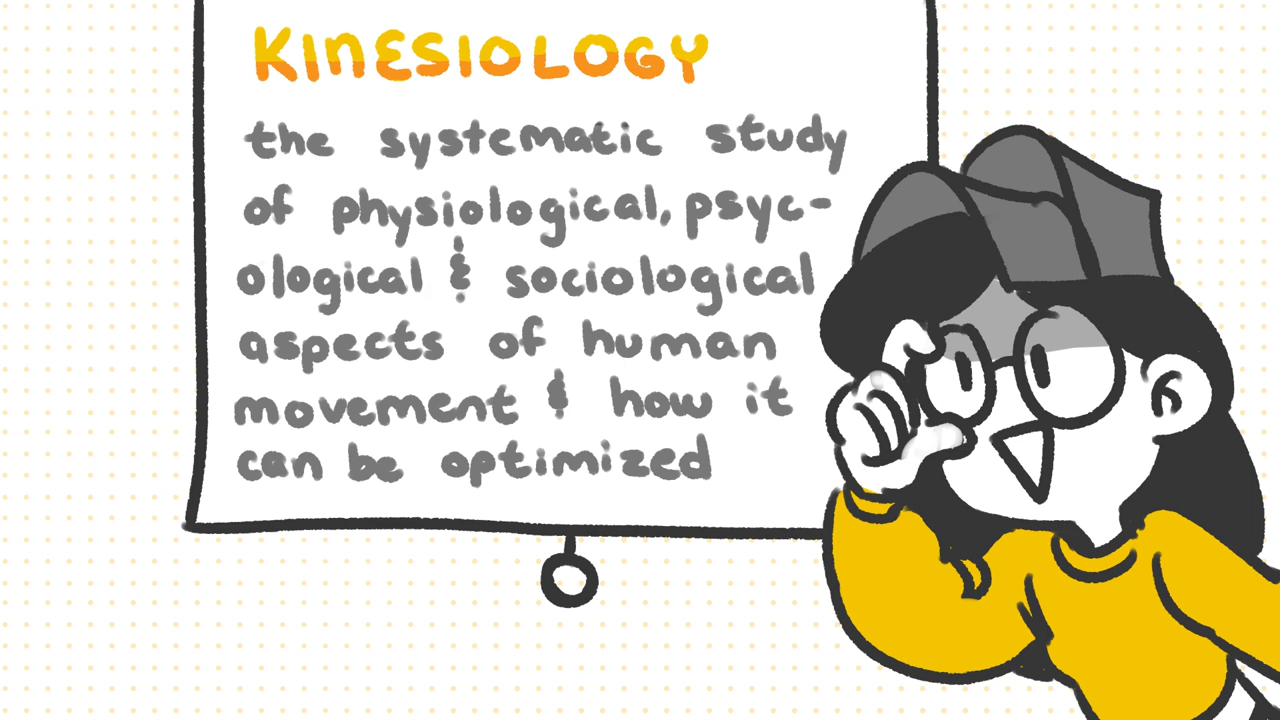 KINESIOLOGY
the systematic study
of physiological, psyc-
ological & sociological
aspects of human
movement & how it
can be optimized